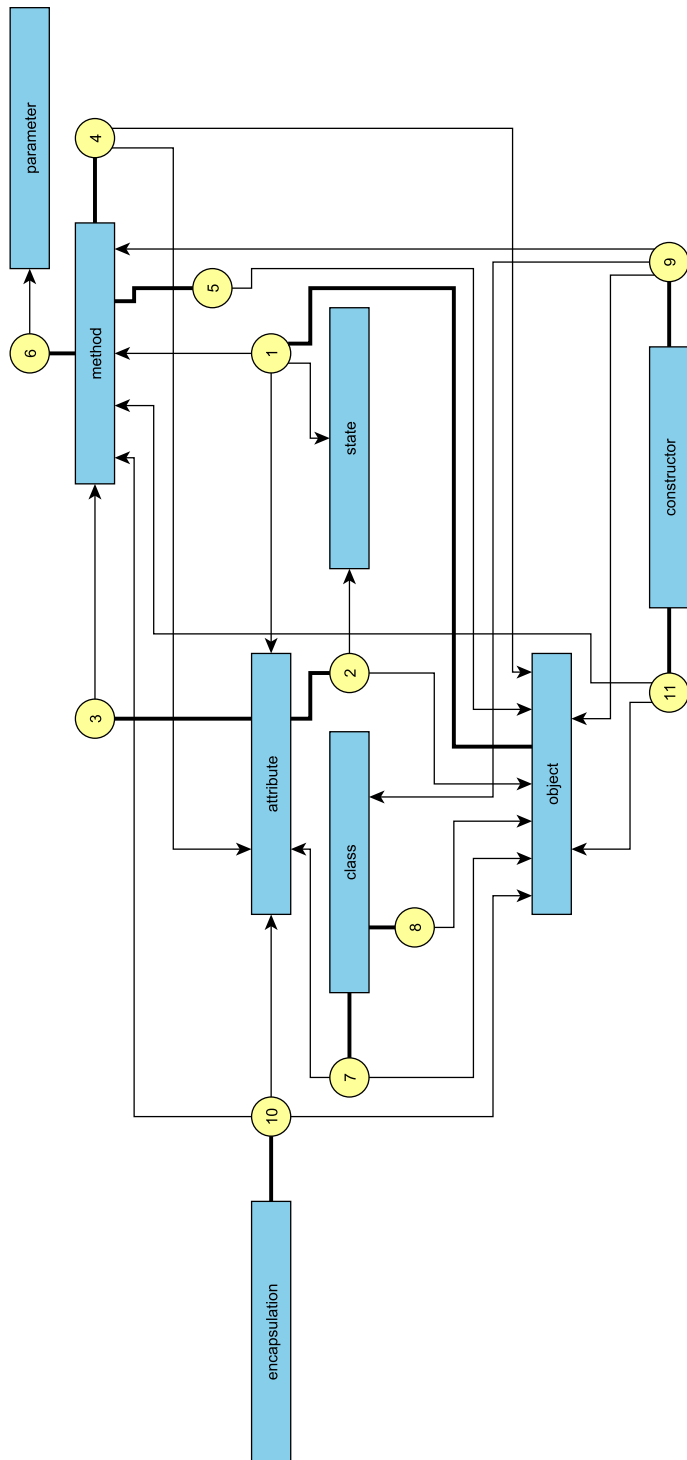 6
parameter
3
method
4
5
encapsulation
10
attribute
1
7
class
2
state
8
object
11
constructor
9